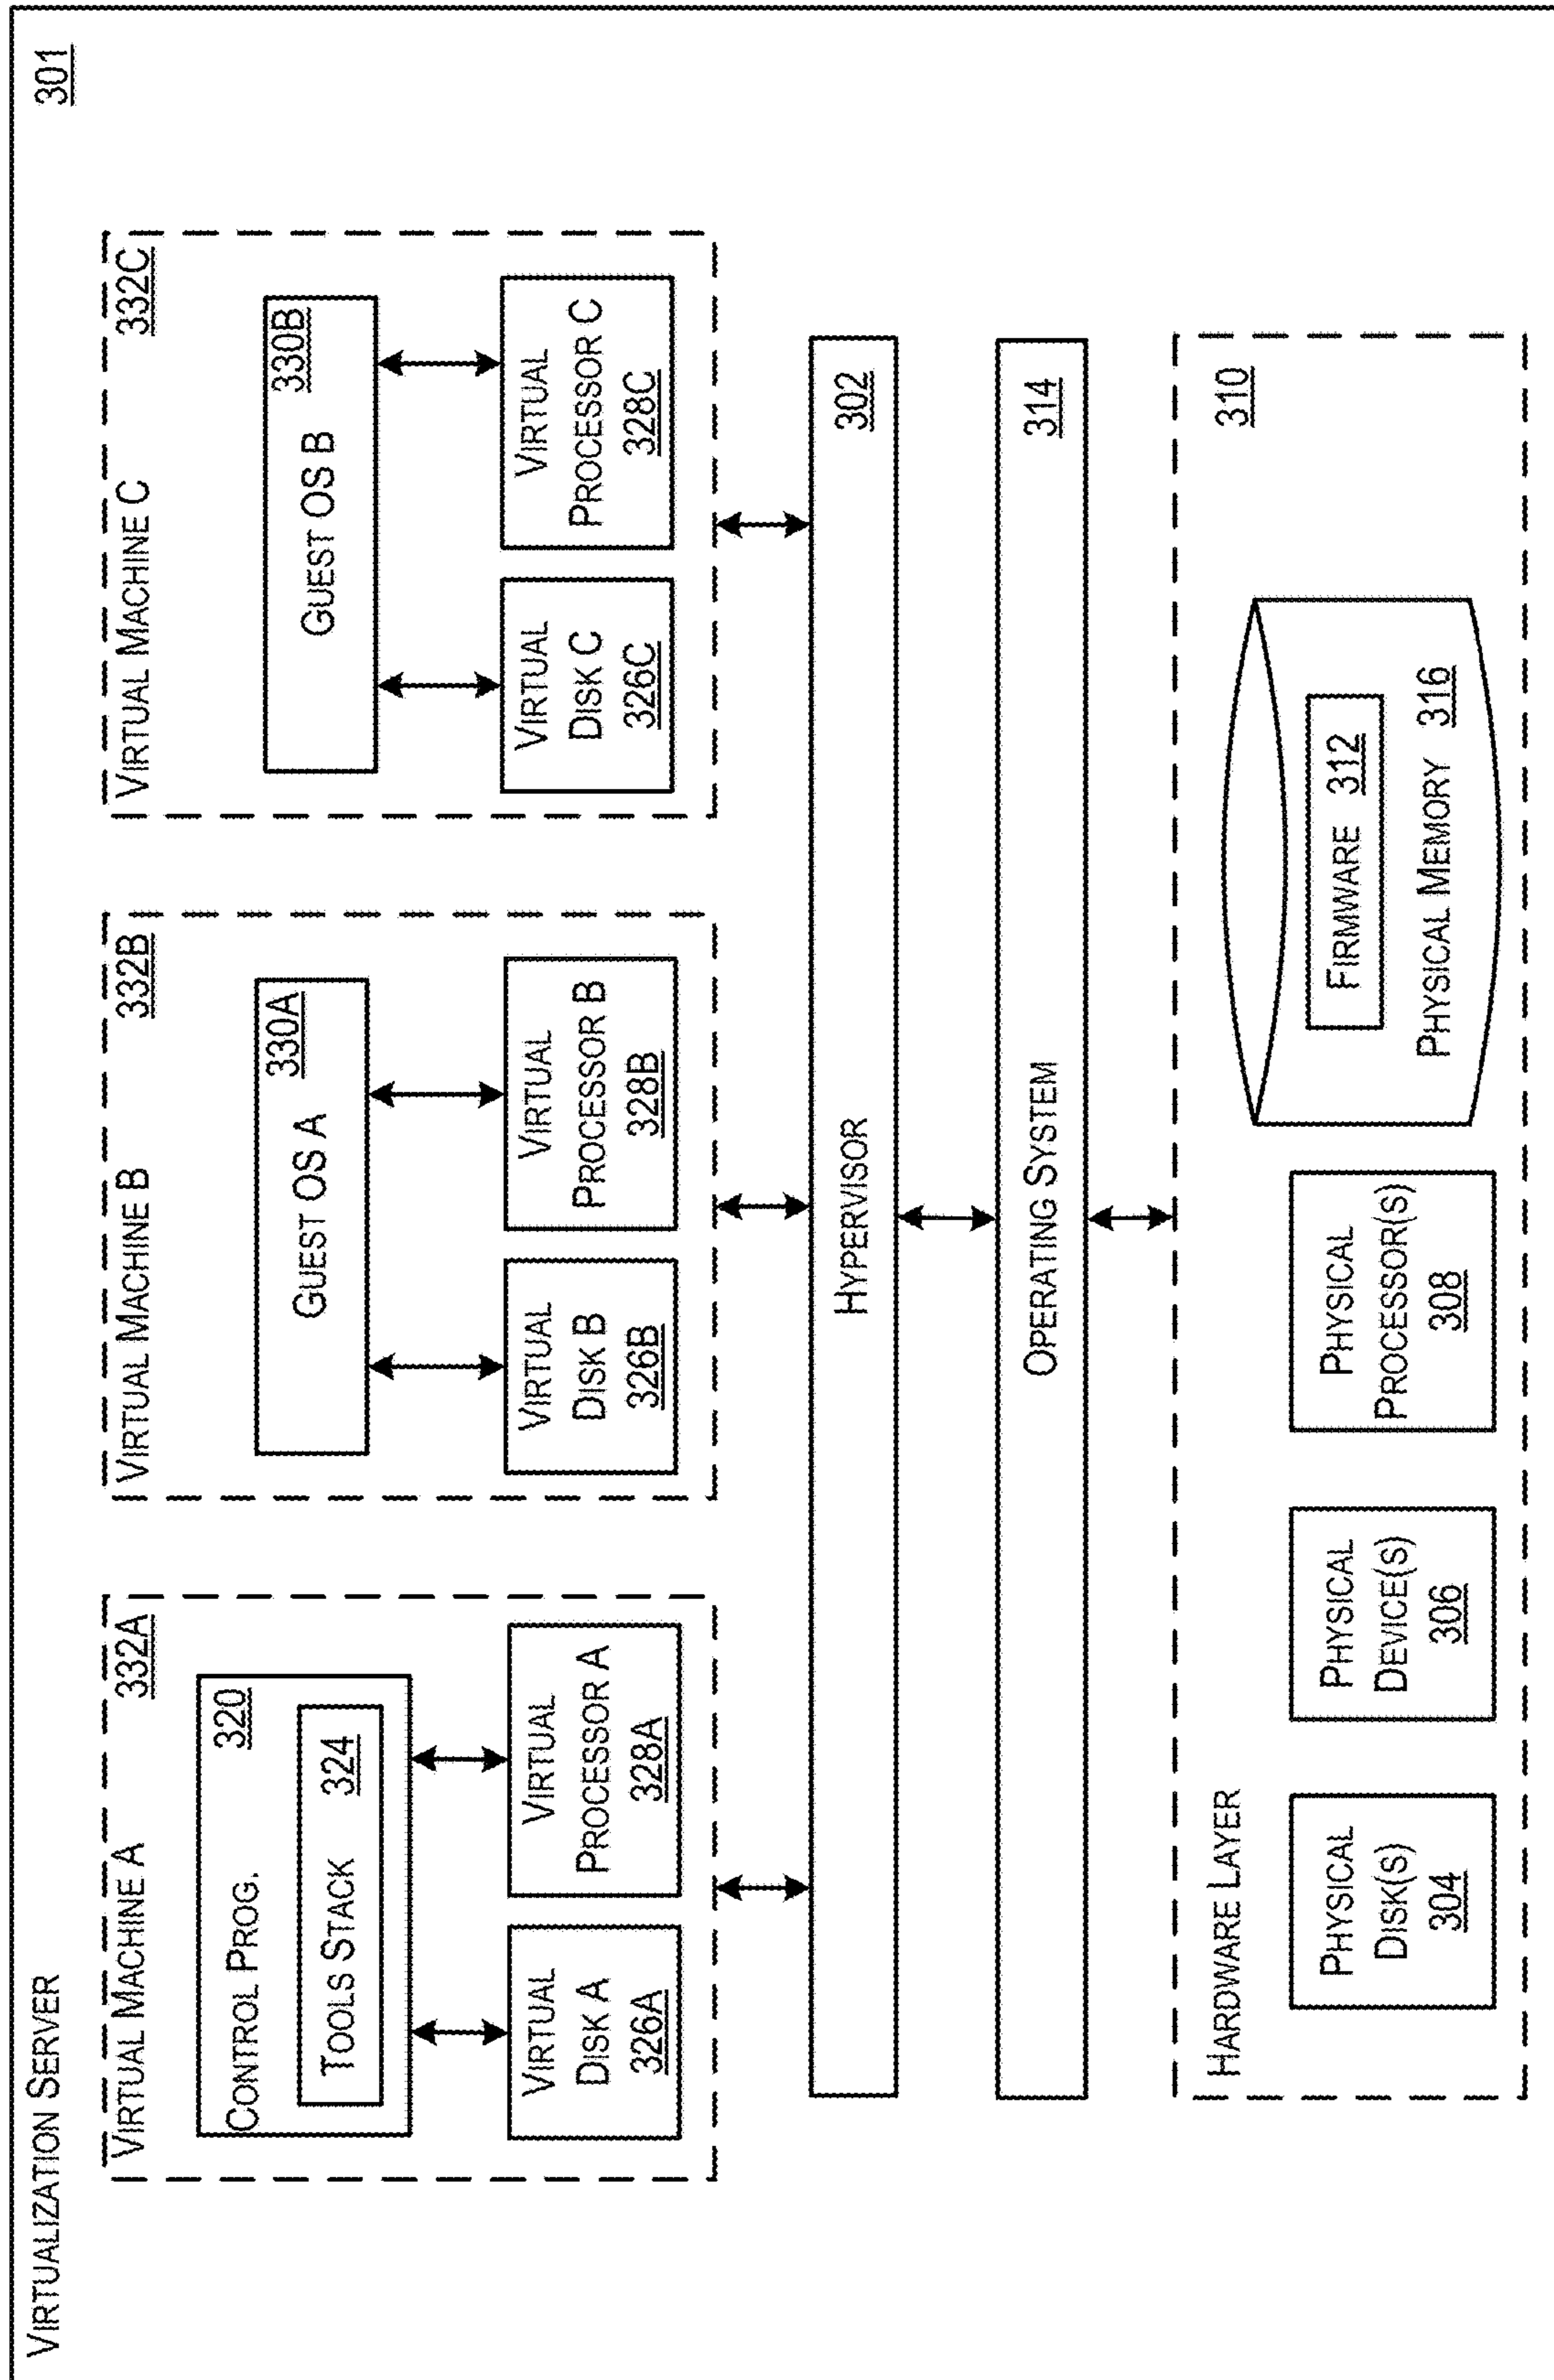 VIRTUALIZATION SERVER
301
VIRTUAL MACHINE A 332A
CONTROL PROG. 320
TOOLS STACK 324
VIRTUAL
DISK A
326A
VIRTUAL
PROCESSOR A
328A
VIRTUAL MACHINE B 332B
GUEST OS A 330A
VIRTUAL
DISK B
326B
VIRTUAL
PROCESSOR B
328B
VIRTUAL MACHINE C 332C
GUEST OS B 330B
VIRTUAL
DISK C
326C
VIRTUAL
PROCESSOR C
328C
HYPERVISOR 302
OPERATING SYSTEM 314
HARDWARE LAYER 310
PHYSICAL
DISK(S)
304
PHYSICAL
DEVICE(S)
306
PHYSICAL
PROCESSOR(S)
308
FIRMWARE 312
PHYSICAL MEMORY 316